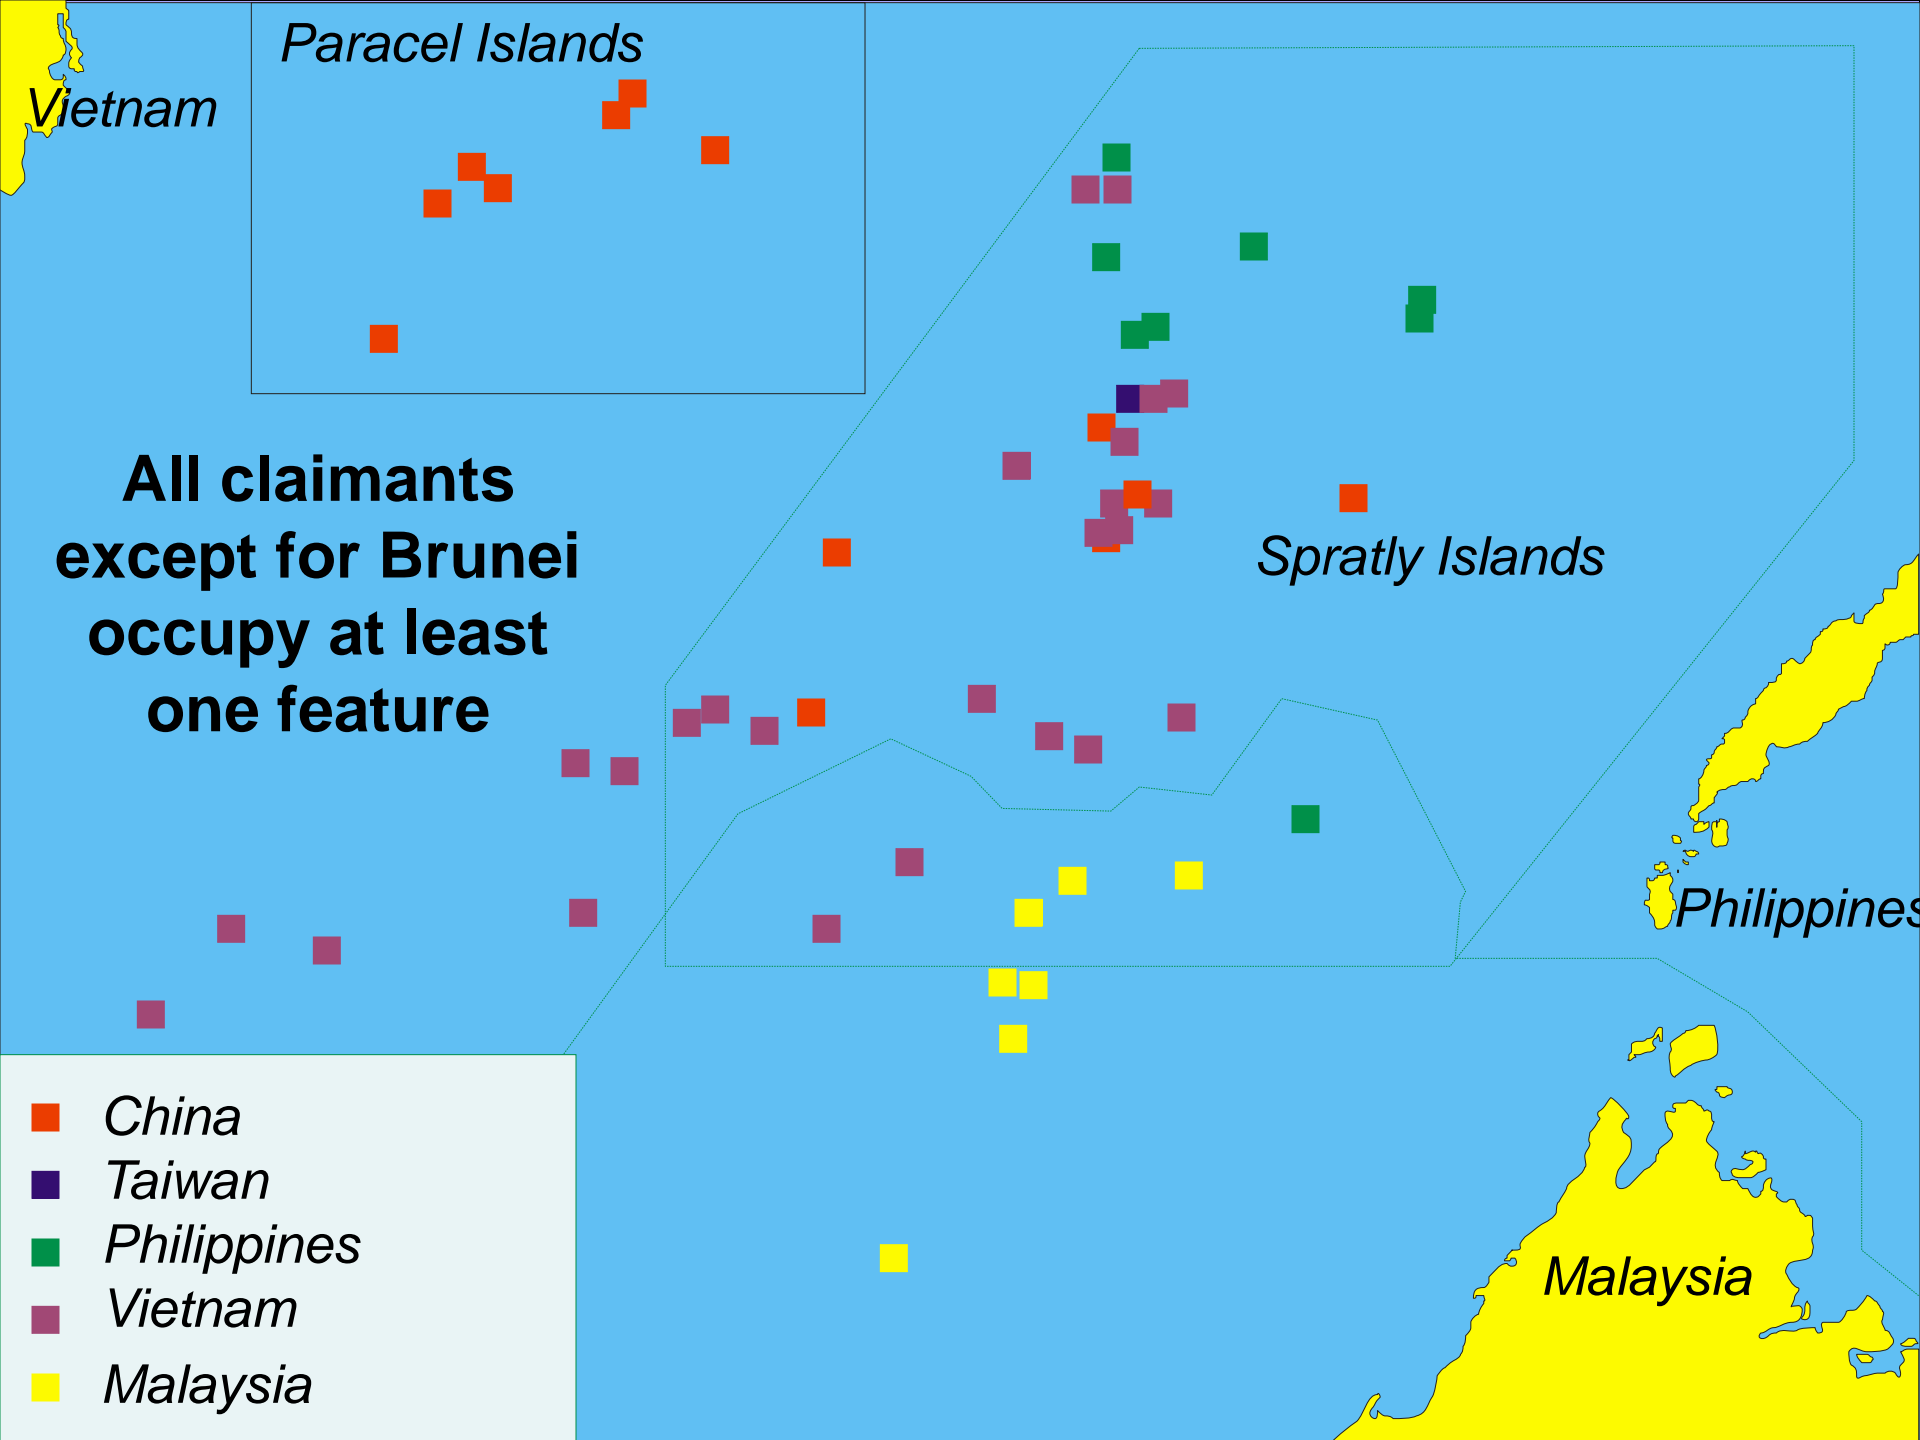 Paracel Islands
Vietnam
All claimants
except for Brunei
occupy at least
one feature
Spratly Islands
Philippines
Malaysia
China
Taiwan
Philippines
Vietnam
Malaysia